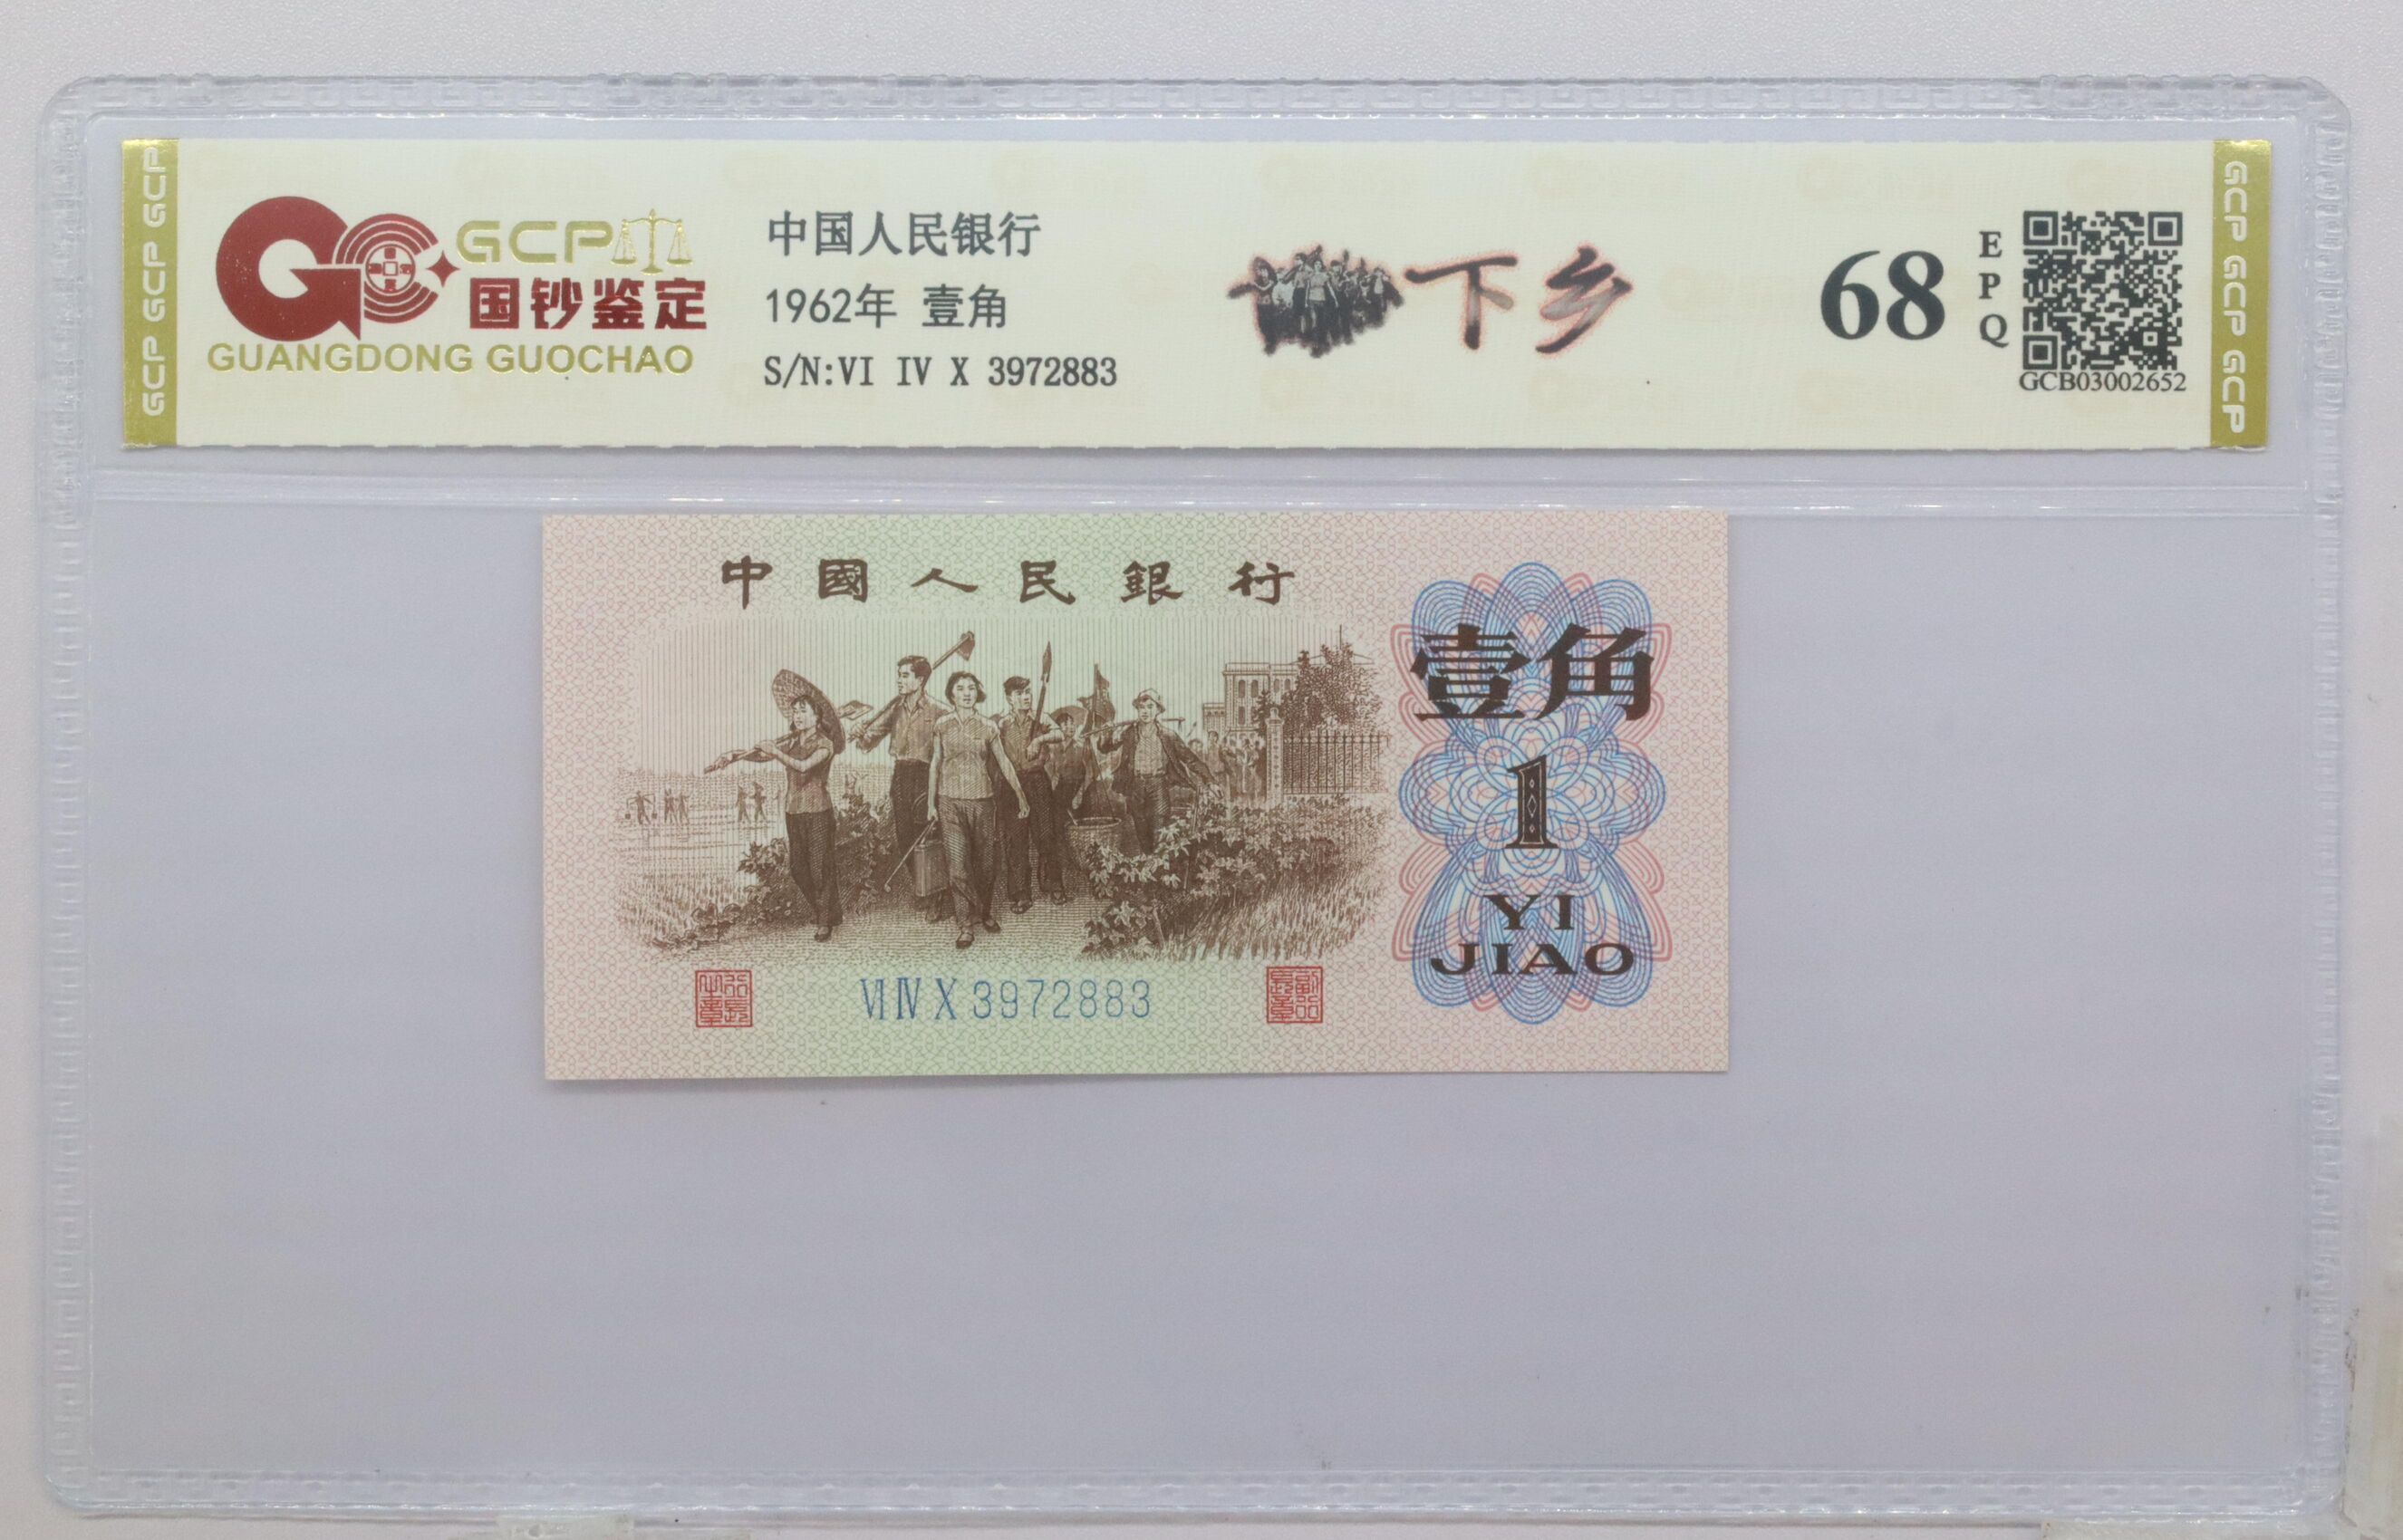 GCP GCP GCP
GCP
国钞鉴定
GUANGDONG GUOCHAO
中国人民银行
1962年 壹角
S/N:VI IV X 3972883
下乡
68
EPQ
GCB03002652
GCP GCP GCP
中國人民銀行
壹角
1
YI
JIAO
VI IV X 3972883